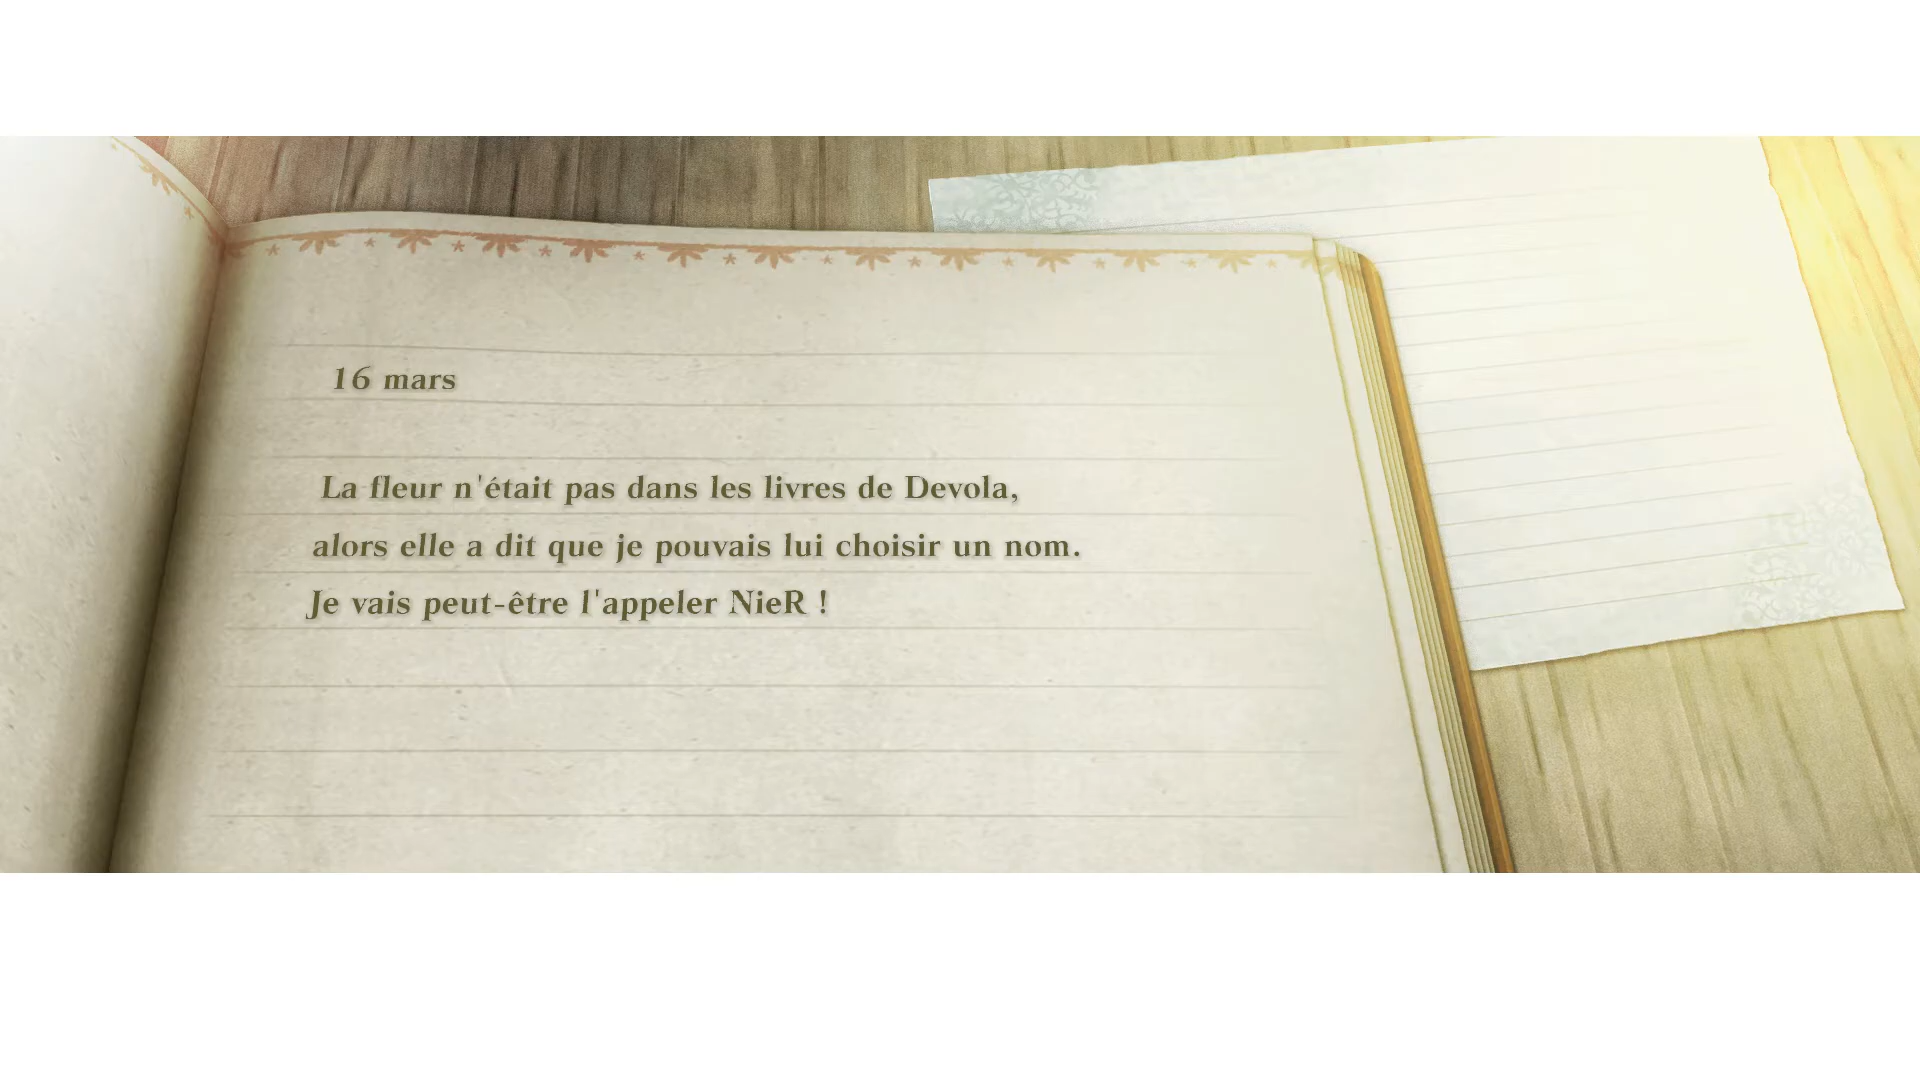 16 mars
La fleur n'était pas dans les livres de Devola,
alors elle a dit que je pouvais lui choisir un nom.
Je vais peut-être l'appeler NieR !